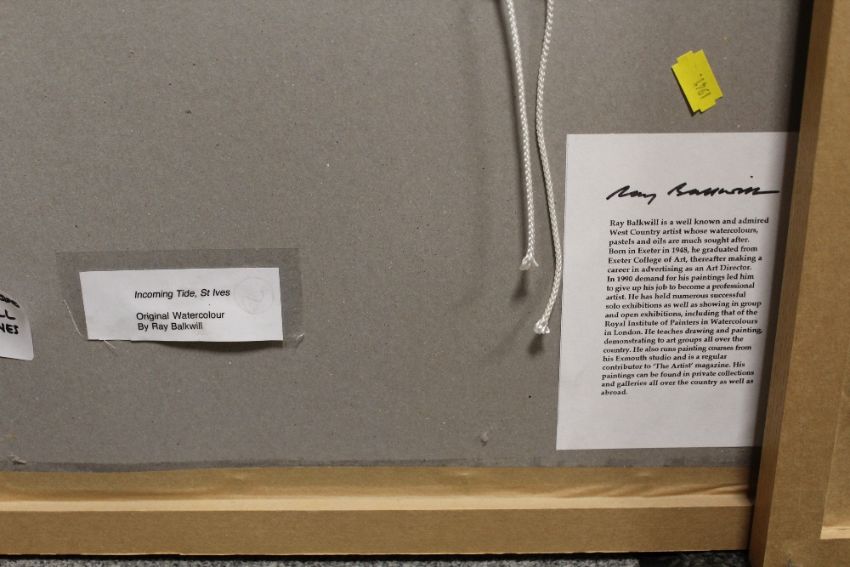 1941
Ray Balkwill
Ray Balkwill is a well known and admired
West Country artist whose watercolours,
pastels and oils are much sought after.
Born in Exeter in 1948, he graduated from
Exeter College of Art, thereafter making a
career in advertising as an Art Director.
In 1990 demand for his paintings led him
to give up his job to become a professional
artist. He has held numerous successful
solo exhibitions as well as showing in group
and open exhibitions, including that of the
Royal Institute of Painters in Watercolours
in London. He teaches drawing and painting,
demonstrating to art groups all over the
country. He also runs painting courses from
his Exmouth studio and is a regular
contributor to 'The Artist' magazine. His
paintings can be found in private collections
and galleries all over the country as well as
abroad.
Incoming Tide, St Ives
Original Watercolour
By Ray Balkwill
LL
NES